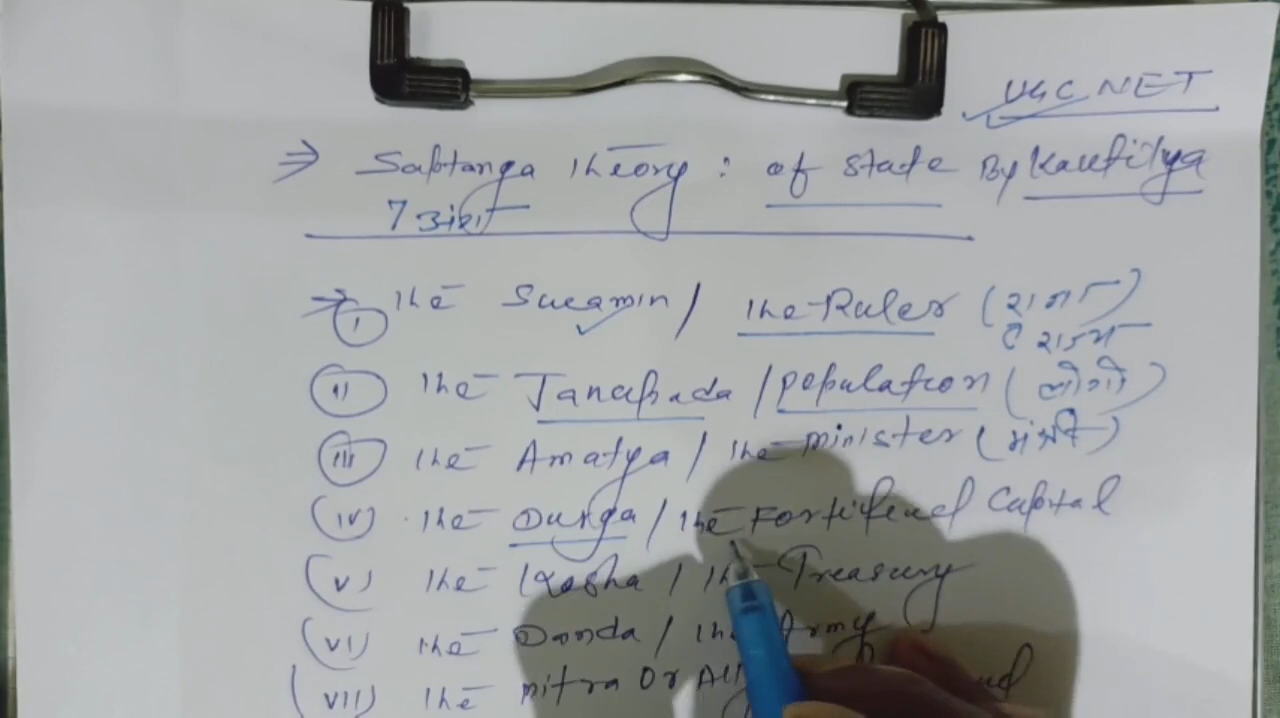 UGC NET
⇒ Saptanga Theory : of State By Kautilya
7 अंग
→ (i) The Swamin / The Ruler (राजा)
राजा
(ii) The Janapada / population (लोगो)
(iii) The Amatya / The minister (मंत्री)
(iv) The Durga / The Fortified Capital
(v) The Kosha / The Treasury
(vi) The Danda / The Army
(vii) The mitra Or